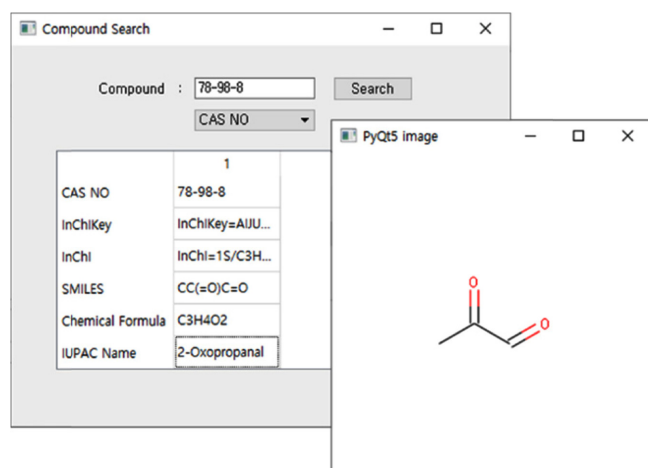 Compound Search
Compound : 78-98-8 Search
CAS NO
PyQt5 image
1
CAS NO 78-98-8
InChIKey InChIKey=AIJU...
InChI InChI=1S/C3H...
SMILES CC(=O)C=O
Chemical Formula C3H4O2
IUPAC Name 2-Oxopropanal
O
O